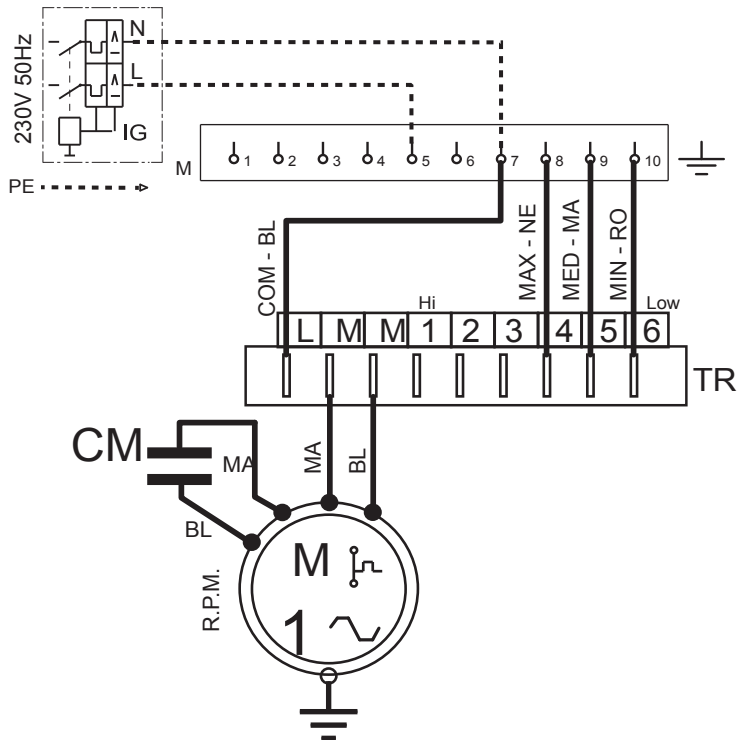 230V 50Hz
N
L
IG
M
1 2 3 4 5 6 7 8 9 10
PE
COM - BL
MAX - NE
MED - MA
MIN - RO
Hi
Low
L M M 1 2 3 4 5 6
TR
CM
MA
BL
MA
BL
R.P.M.
M
1